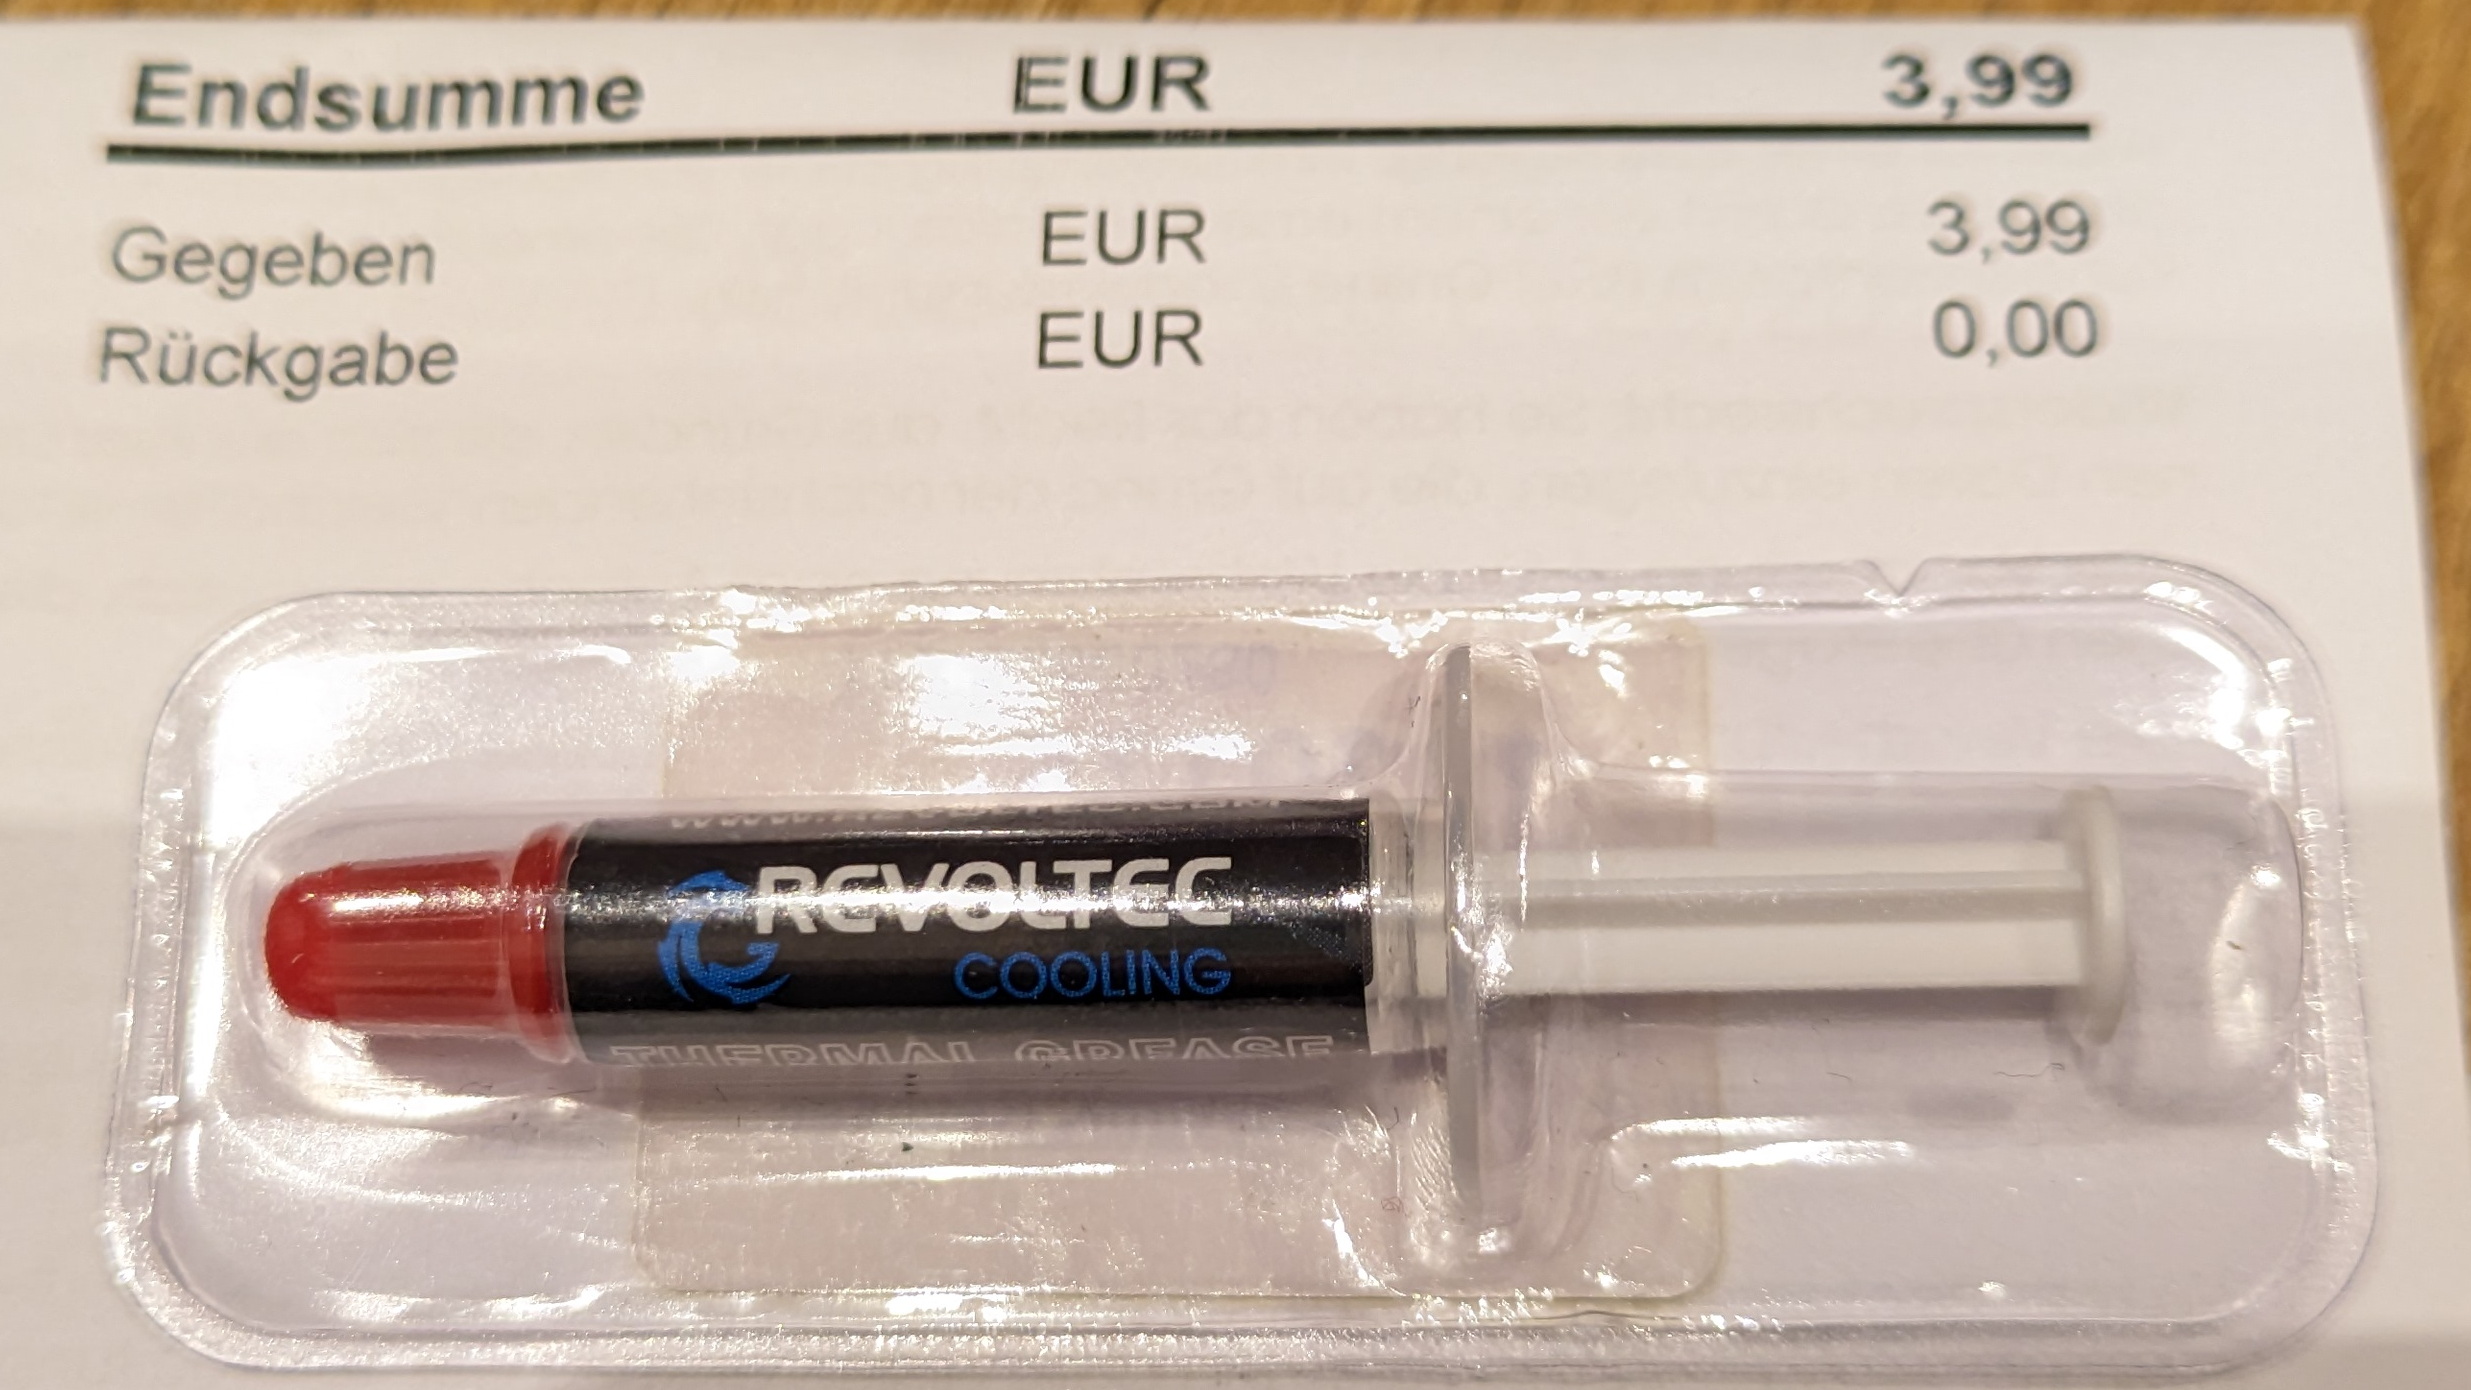 Endsumme EUR 3,99
Gegeben EUR 3,99
Rückgabe EUR 0,00
REVOLTEC
COOLING
THERMAL GREASE